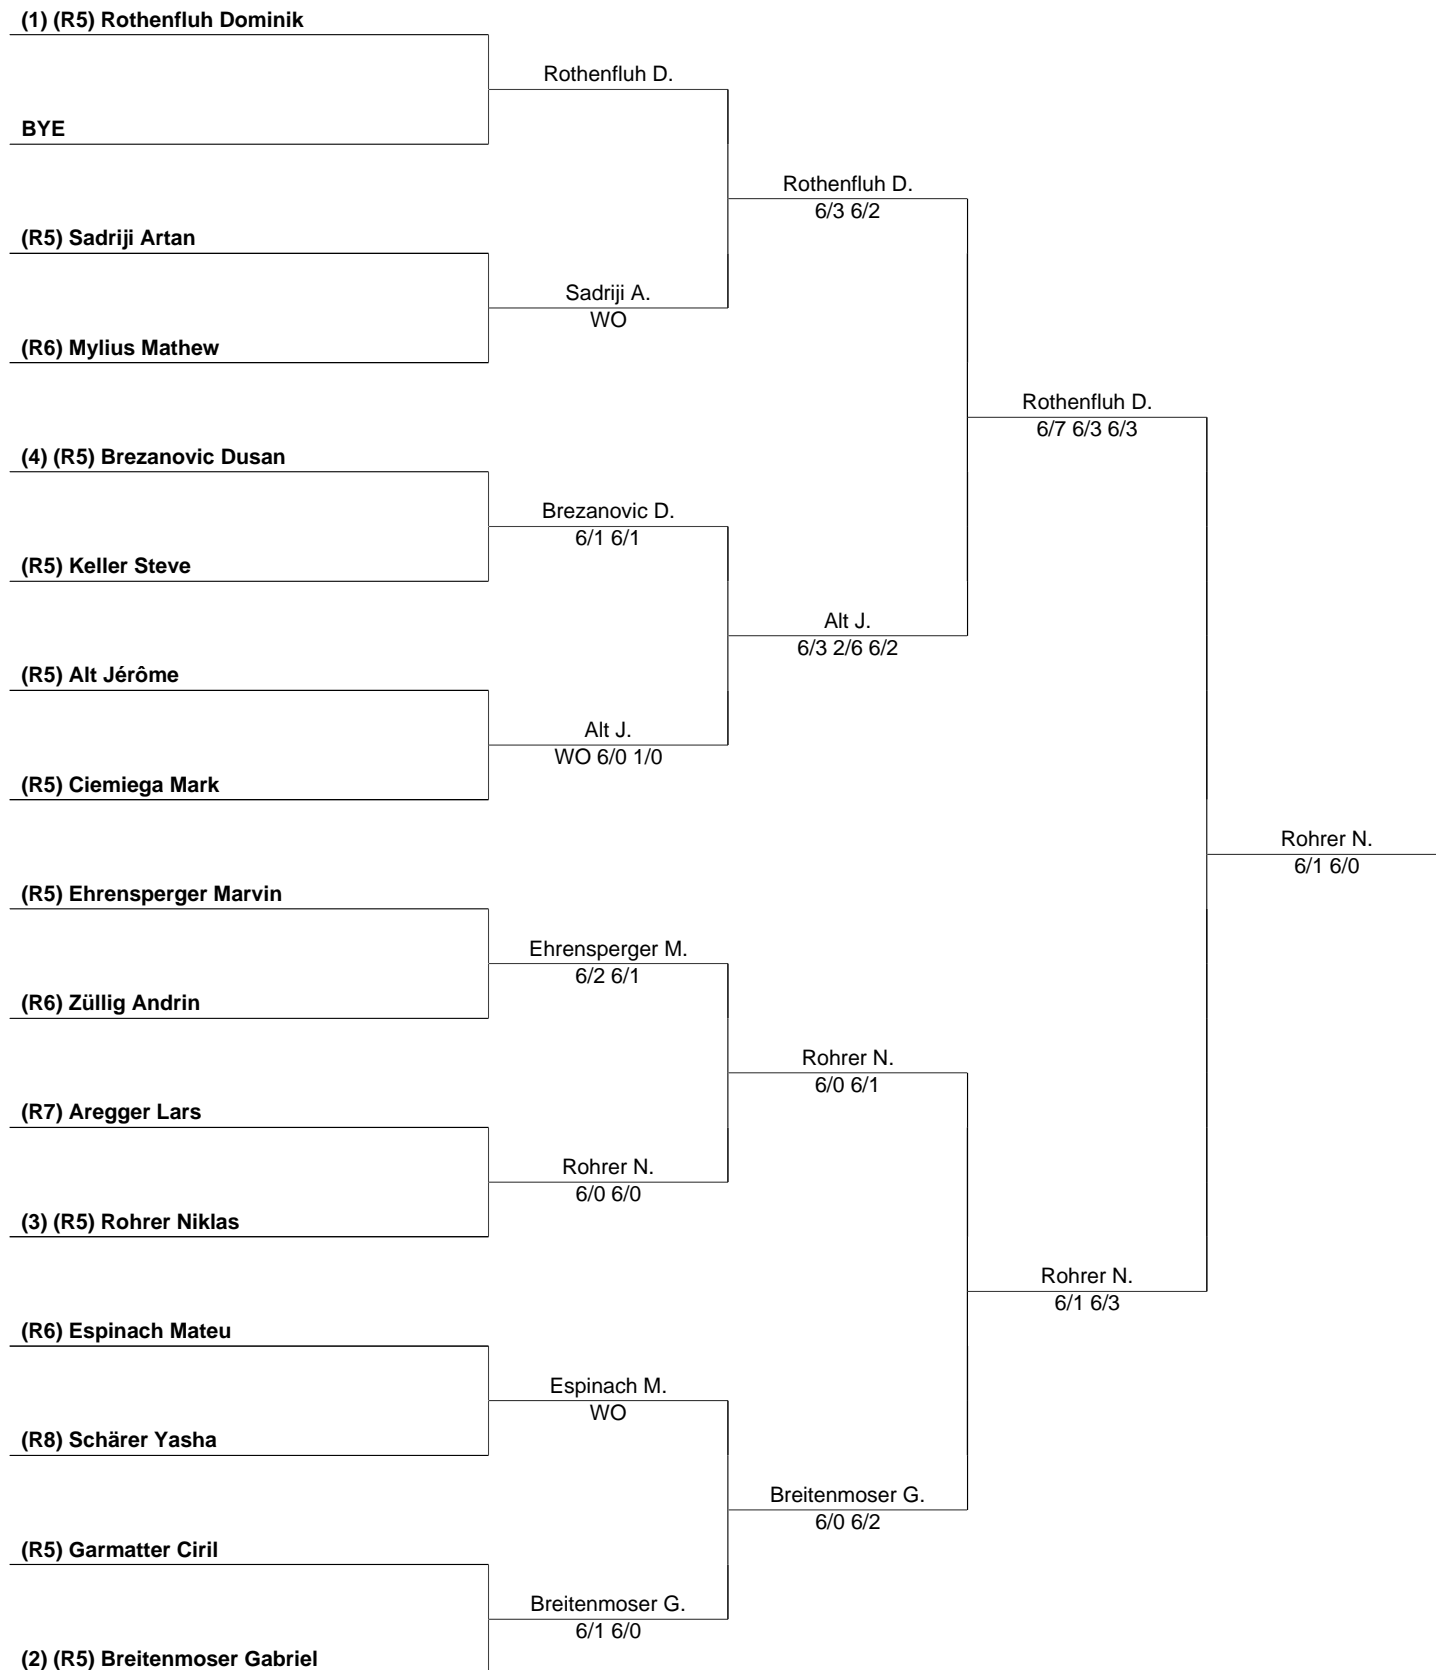 (1) (R5) Rothenfluh Dominik
Rothenfluh D.
BYE
Rothenfluh D.
6/3 6/2
(R5) Sadriji Artan
Sadriji A.
WO
(R6) Mylius Mathew
Rothenfluh D.
6/7 6/3 6/3
(4) (R5) Brezanovic Dusan
Brezanovic D.
6/1 6/1
(R5) Keller Steve
Alt J.
6/3 2/6 6/2
(R5) Alt Jérôme
Alt J.
WO 6/0 1/0
(R5) Ciemiega Mark
Rohrer N.
6/1 6/0
(R5) Ehrensperger Marvin
Ehrensperger M.
6/2 6/1
(R6) Züllig Andrin
Rohrer N.
6/0 6/1
(R7) Aregger Lars
Rohrer N.
6/0 6/0
(3) (R5) Rohrer Niklas
Rohrer N.
6/1 6/3
(R6) Espinach Mateu
Espinach M.
WO
(R8) Schärer Yasha
Breitenmoser G.
6/0 6/2
(R5) Garmatter Ciril
Breitenmoser G.
6/1 6/0
(2) (R5) Breitenmoser Gabriel